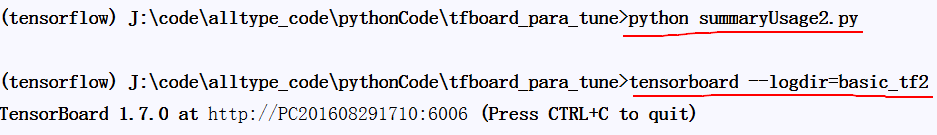 (tensorflow) J:\code\alltype_code\pythonCode\tfboard_para_tune>python summaryUsage2.py
(tensorflow) J:\code\alltype_code\pythonCode\tfboard_para_tune>tensorboard --logdir=basic_tf2
TensorBoard 1.7.0 at http://PC201608291710:6006 (Press CTRL+C to quit)